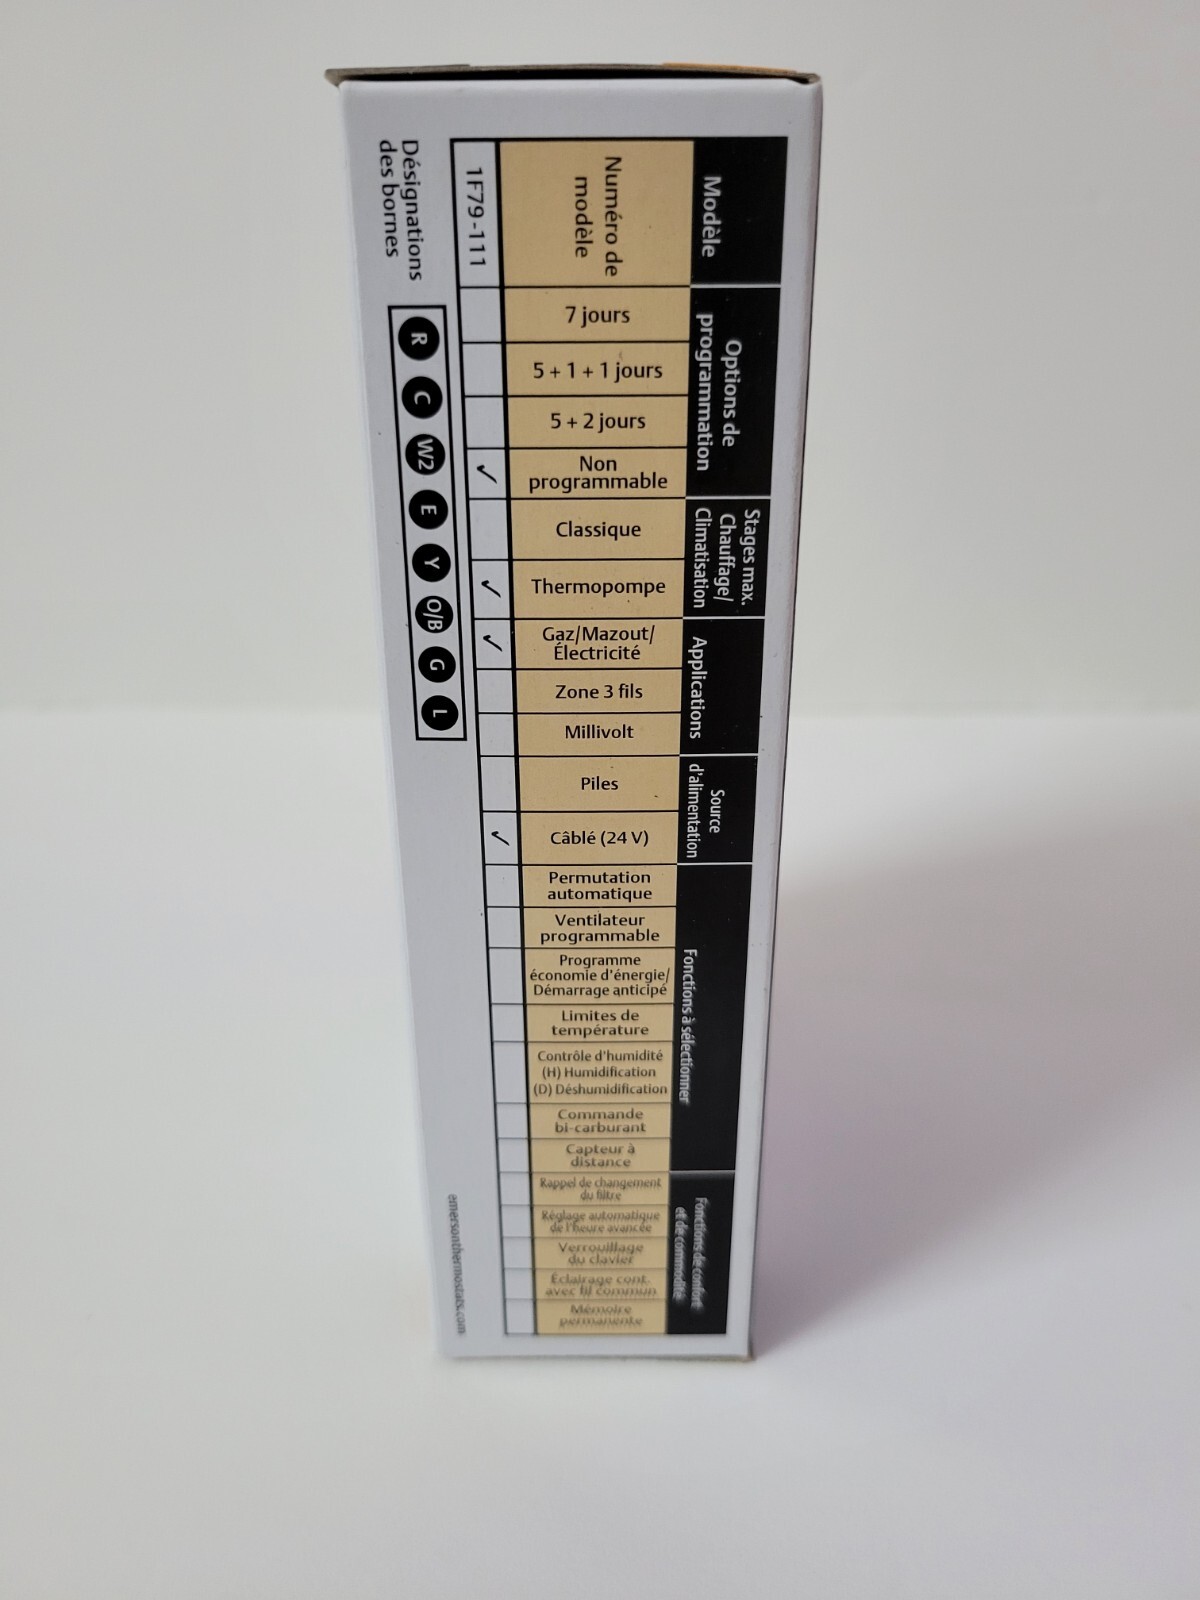 Modèle
Options de
programmation
Stages max.
Chauffage/
Climatisation
Applications
Source
d'alimentation
Fonctions à sélectionner
Fonctions de confort
et de commodité
Numéro de
modèle
7 jours
5 + 1 + 1 jours
5 + 2 jours
Non
programmable
Classique
Thermopompe
Gaz/Mazout/
Électricité
Zone 3 fils
Millivolt
Piles
Câblé (24 V)
Permutation
automatique
Ventilateur
programmable
Programme
économie d'énergie/
Démarrage anticipé
Limites de
température
Contrôle d'humidité
(H) Humidification
(D) Déshumidification
Commande
bi-carburant
Capteur à
distance
Rappel de changement
du filtre
Réglage automatique
de l'heure avancée
Verrouillage
du clavier
Éclairage cont.
avec fil commun
Mémoire
permanente
1F79-111
✓
✓
✓
✓
Désignations
des bornes
R C W2 E Y O/B G L
emersonthermostats.com